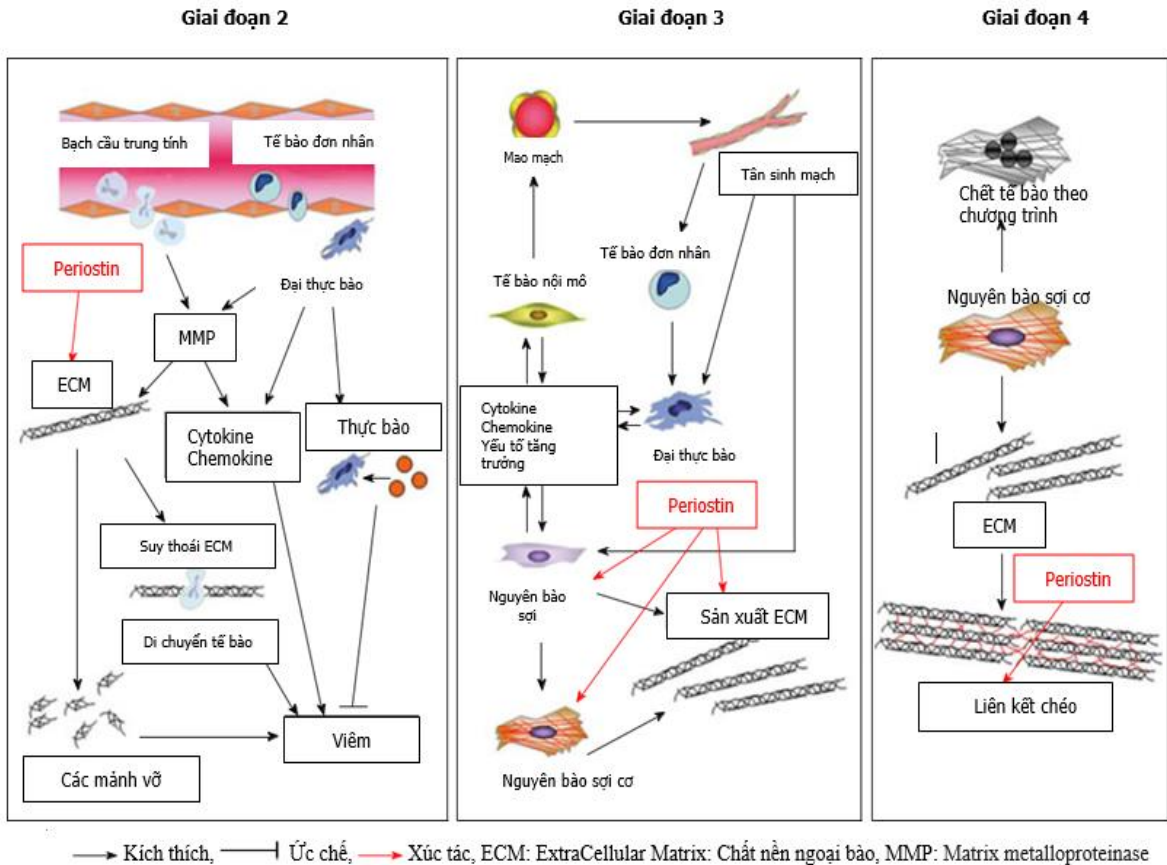 Giai đoạn 2
Bạch cầu trung tính
Tế bào đơn nhân
Periostin
Đại thực bào
MMP
ECM
Cytokine
Chemokine
Thực bào
Suy thoái ECM
Di chuyển tế bào
Viêm
Các mảnh vỡ
Giai đoạn 3
Mao mạch
Tân sinh mạch
Tế bào đơn nhân
Tế bào nội mô
Cytokine
Chemokine
Yếu tố tăng
trưởng
Đại thực bào
Periostin
Nguyên bào
sợi
Sản xuất ECM
Nguyên bào sợi cơ
Giai đoạn 4
Chết tế bào theo
chương trình
Nguyên bào sợi cơ
ECM
Periostin
Liên kết chéo
Kích thích, Ức chế, Xúc tác, ECM: ExtraCellular Matrix: Chất nền ngoại bào, MMP: Matrix metalloproteinase